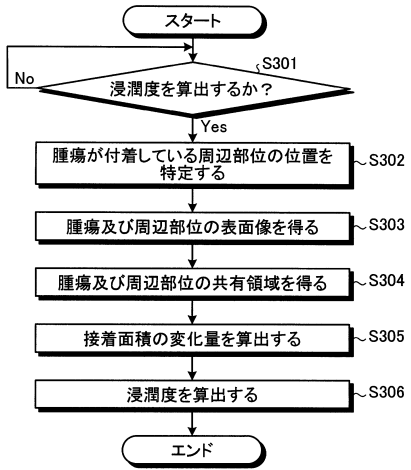 スタート
S301
No
浸潤度を算出するか？
Yes
腫瘍が付着している周辺部位の位置を
特定する
S302
腫瘍及び周辺部位の表面像を得る
S303
腫瘍及び周辺部位の共有領域を得る
S304
接着面積の変化量を算出する
S305
浸潤度を算出する
S306
エンド